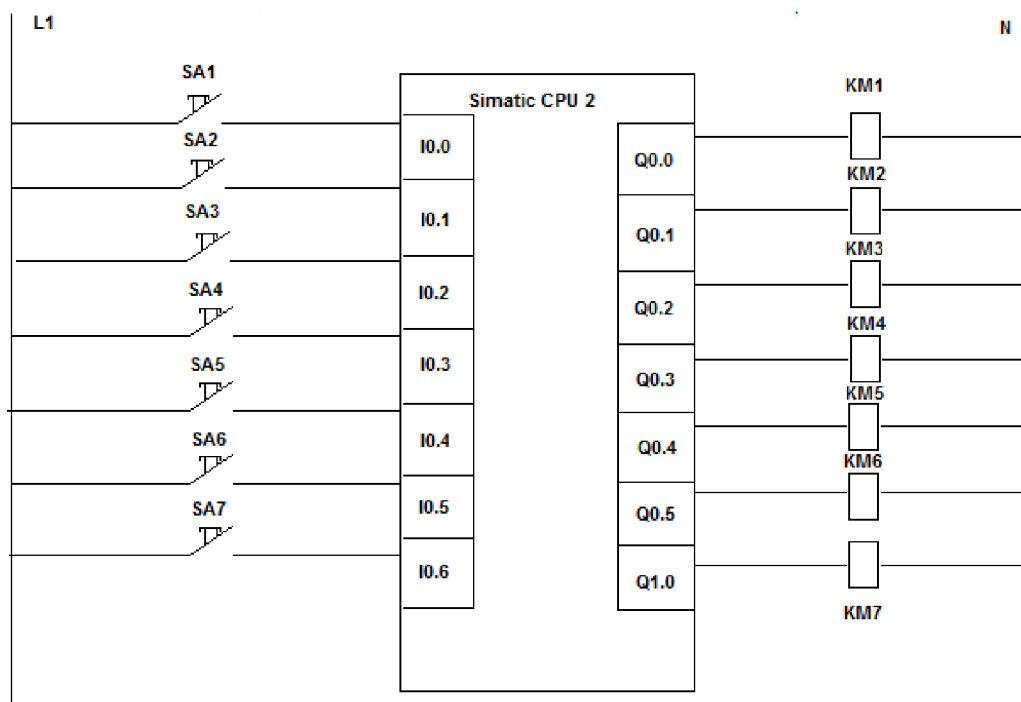 L1
N
SA1
SA2
SA3
SA4
SA5
SA6
SA7
Simatic CPU 2
I0.0
I0.1
I0.2
I0.3
I0.4
I0.5
I0.6
Q0.0
Q0.1
Q0.2
Q0.3
Q0.4
Q0.5
Q1.0
KM1
KM2
KM3
KM4
KM5
KM6
KM7